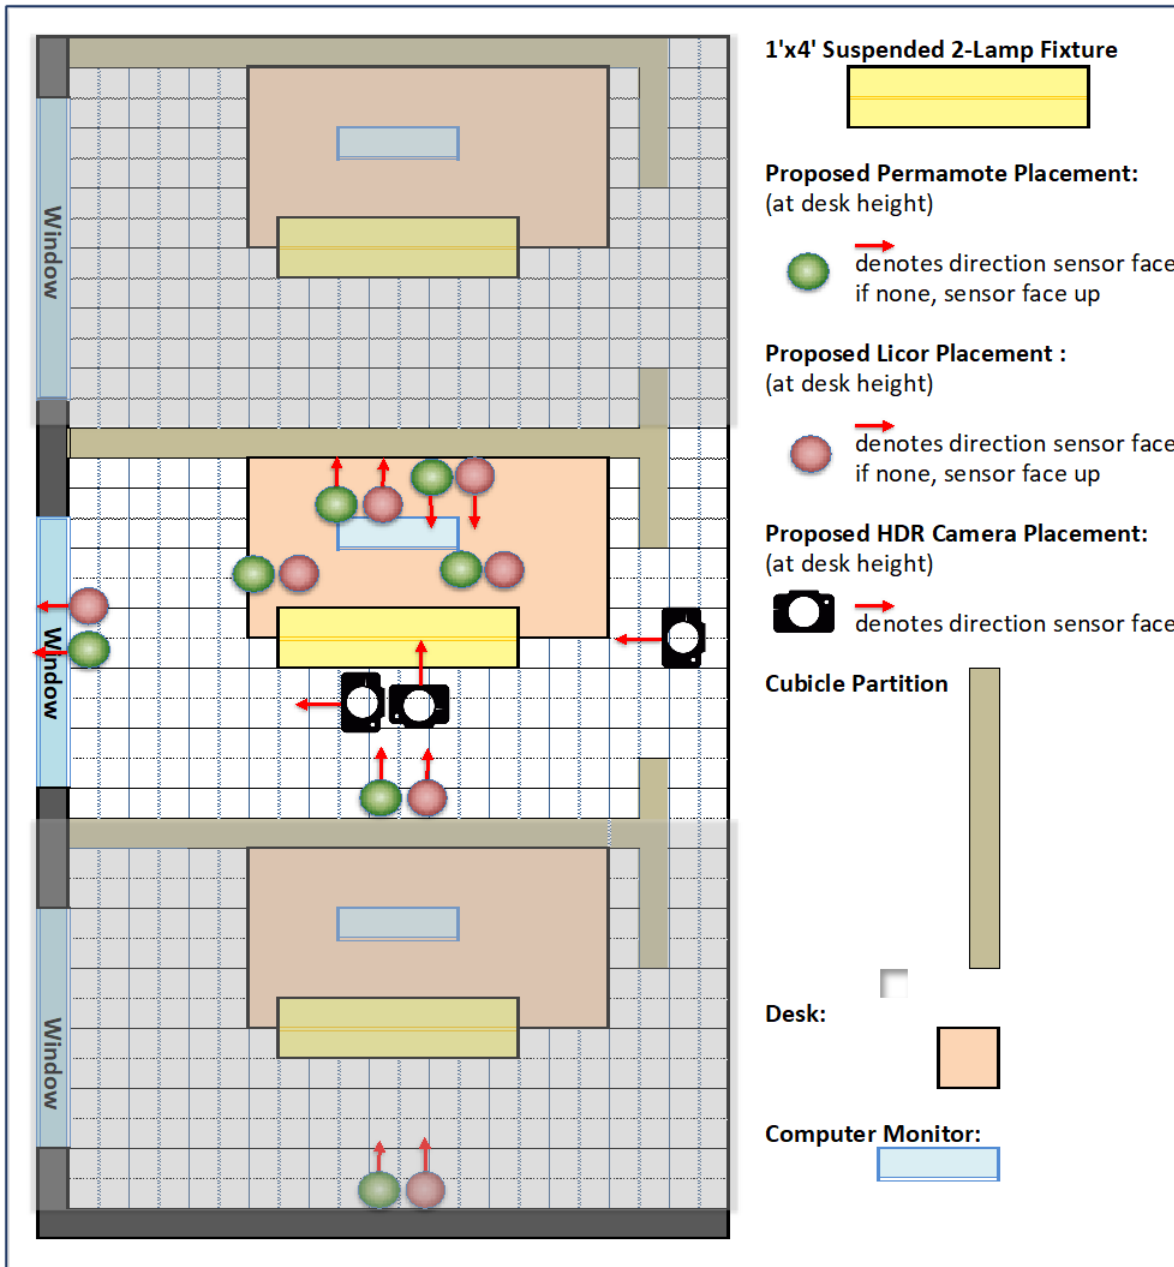 1'x4' Suspended 2-Lamp Fixture
Proposed Permamote Placement:
(at desk height)
denotes direction sensor face
if none, sensor face up
Proposed Licor Placement :
(at desk height)
denotes direction sensor face
if none, sensor face up
Proposed HDR Camera Placement:
(at desk height)
denotes direction sensor face
Cubicle Partition
Desk:
Computer Monitor:
Window
Window
Window